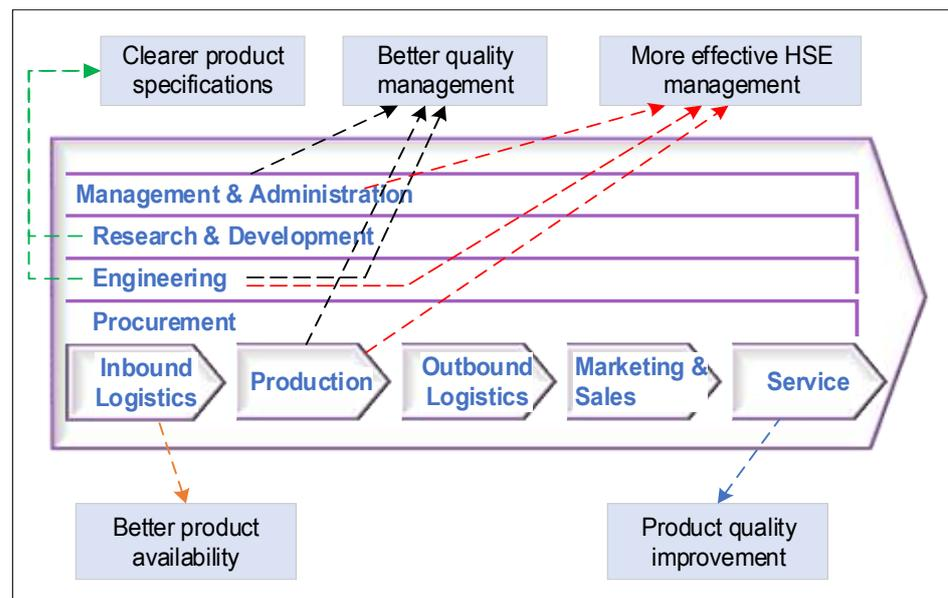 Clearer product
specifications
Better quality
management
More effective HSE
management
Management & Administration
Research & Development
Engineering
Procurement
Inbound
Logistics
Production
Outbound
Logistics
Marketing &
Sales
Service
Better product
availability
Product quality
improvement